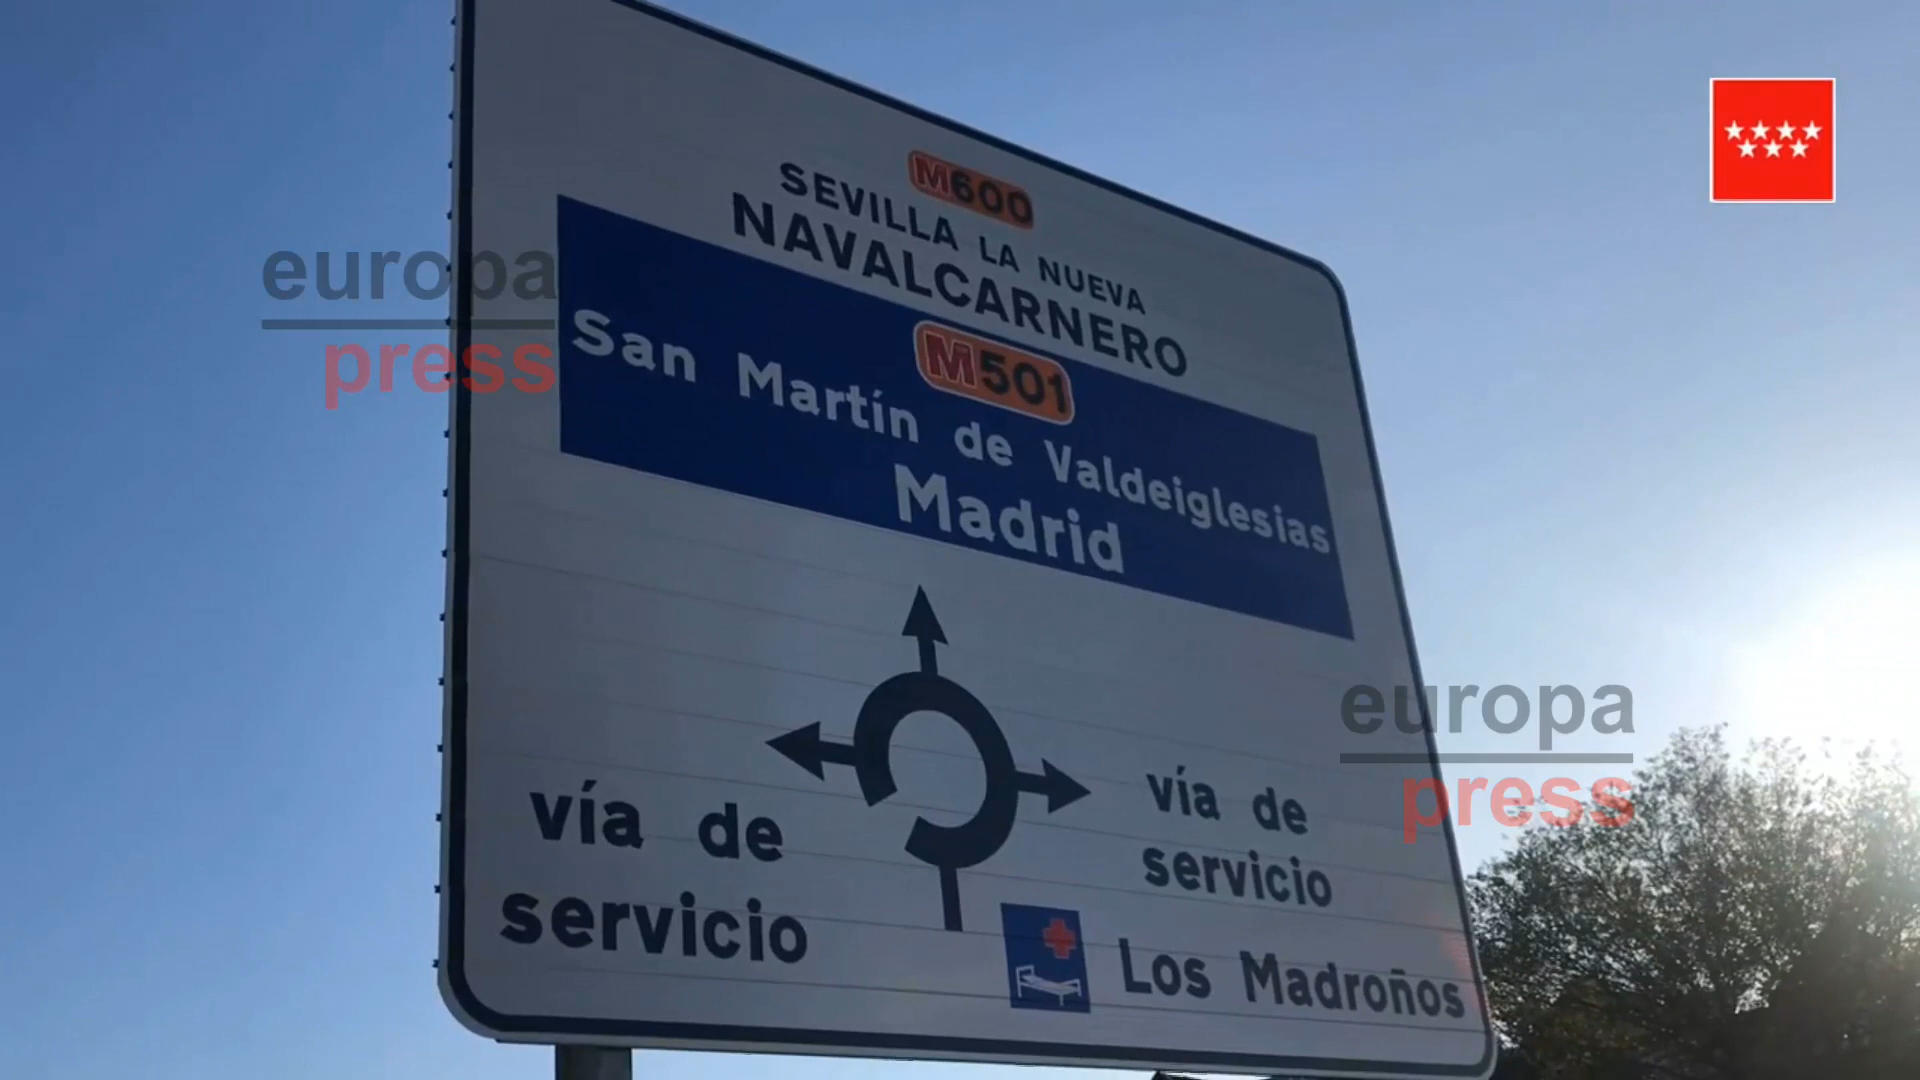 M600
SEVILLA LA NUEVA
NAVALCARNERO
M501
San Martín de Valdeiglesias
Madrid
vía de
servicio
vía de
servicio
Los Madroños
europa
press
europa
press